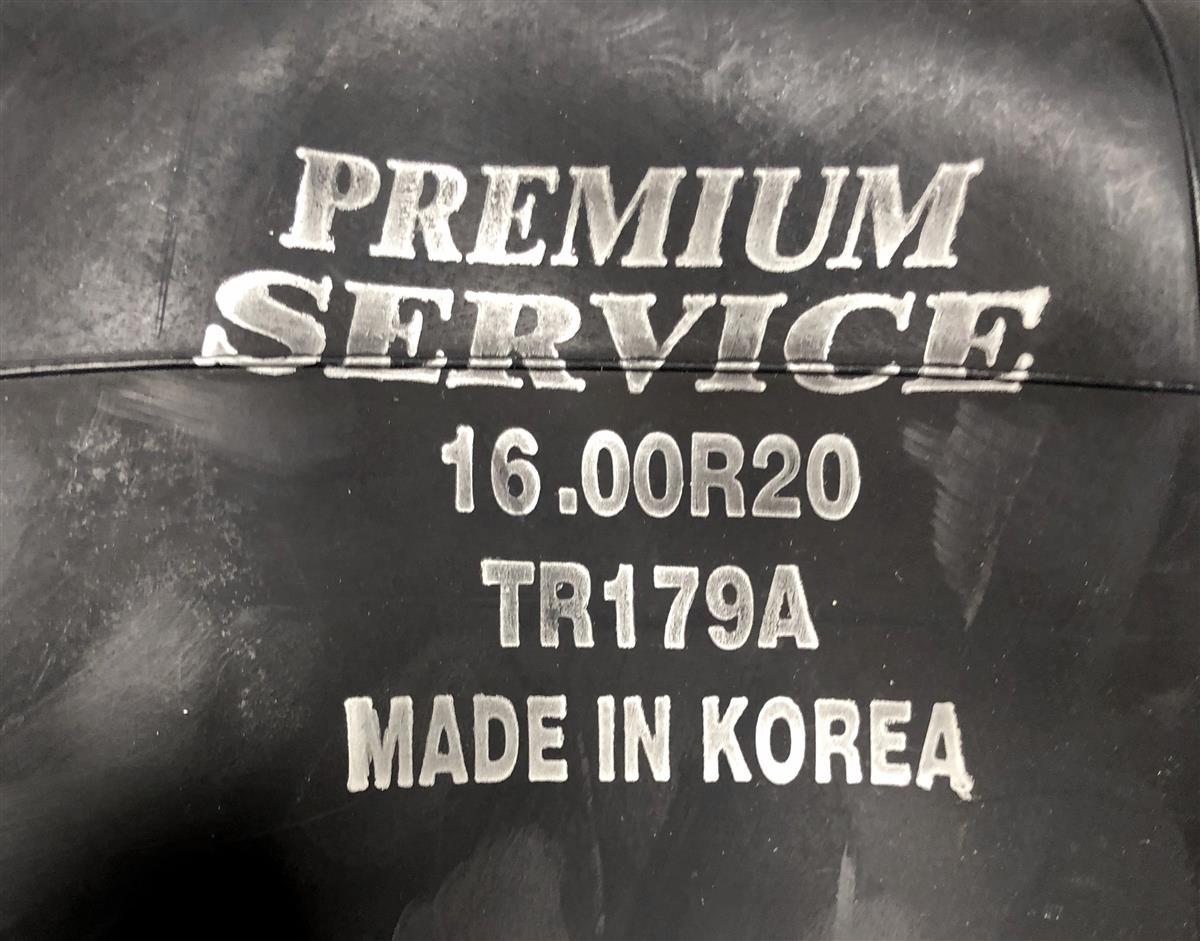 PREMIUM
SERVICE
16.00R20
TR179A
MADE IN KOREA